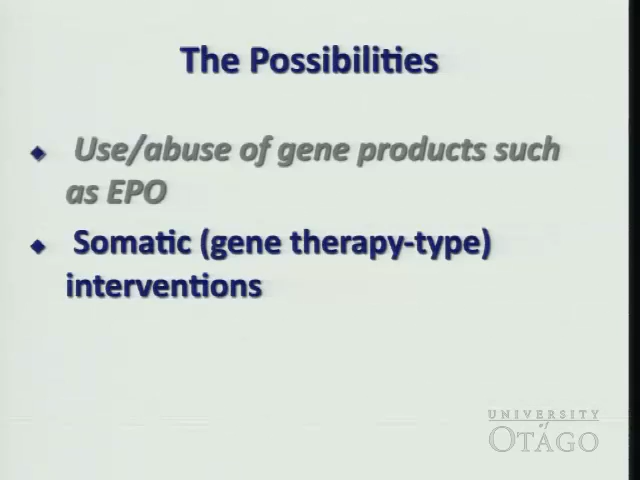 The Possibilities
Use/abuse of gene products such
as EPO
Somatic (gene therapy-type)
interventions
UNIVERSITY
of
OTAGO